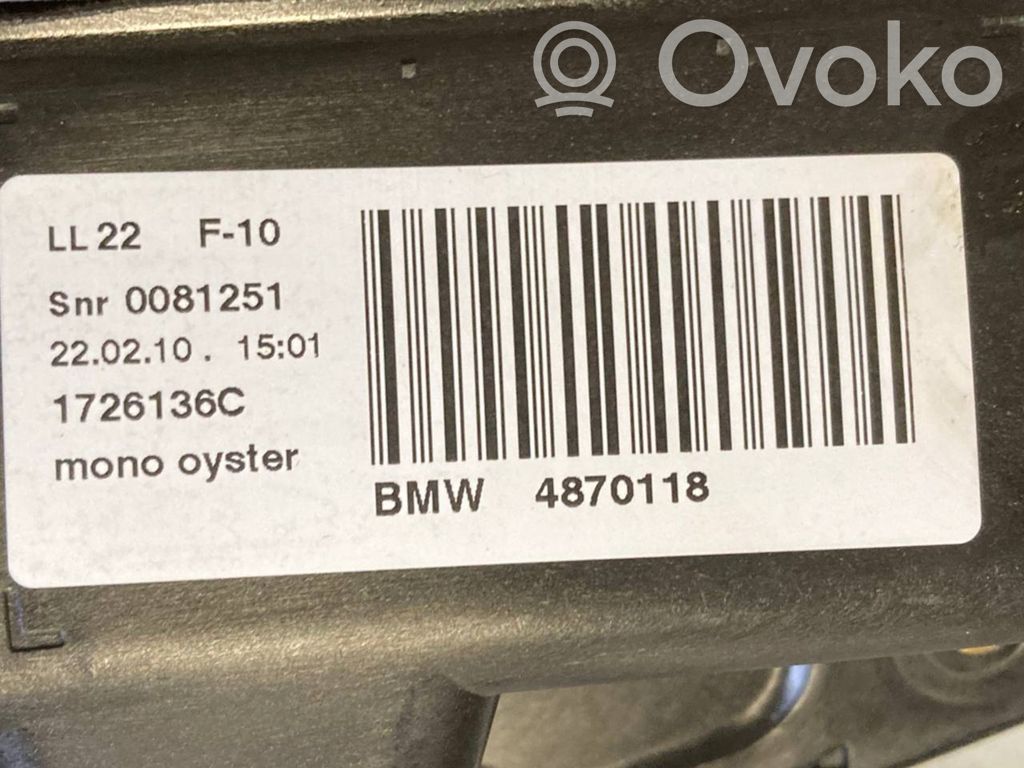 Ovoko
LL 22 F-10
Snr 0081251
22.02.10 . 15:01
1726136C
mono oyster
BMW 4870118